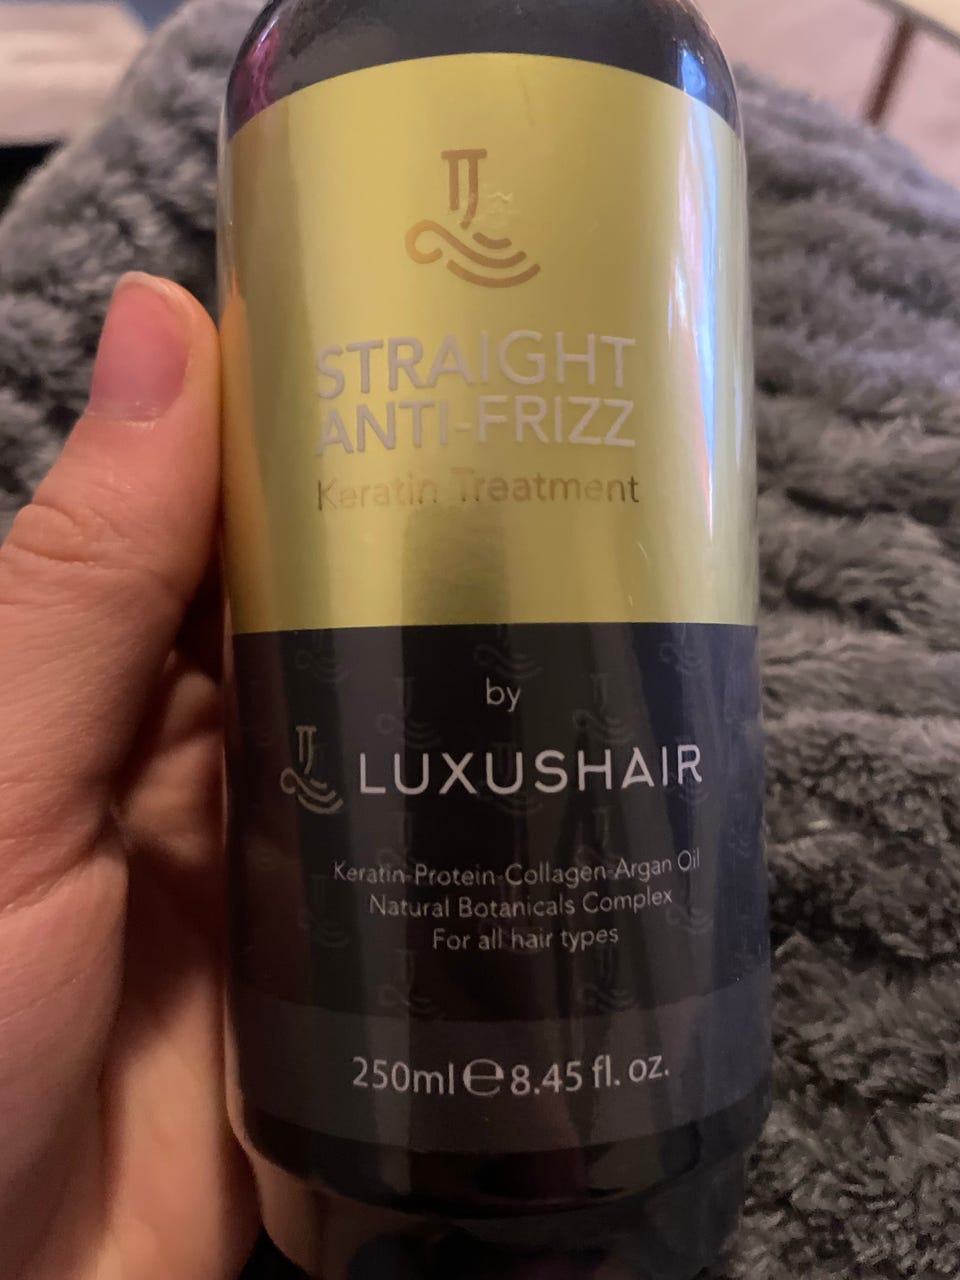 STRAIGHT
ANTI-FRIZZ
Keratin Treatment
by
LUXUSHAIR
Keratin-Protein-Collagen-Argan Oil
Natural Botanicals Complex
For all hair types
250ml ℮ 8.45 fl. oz.